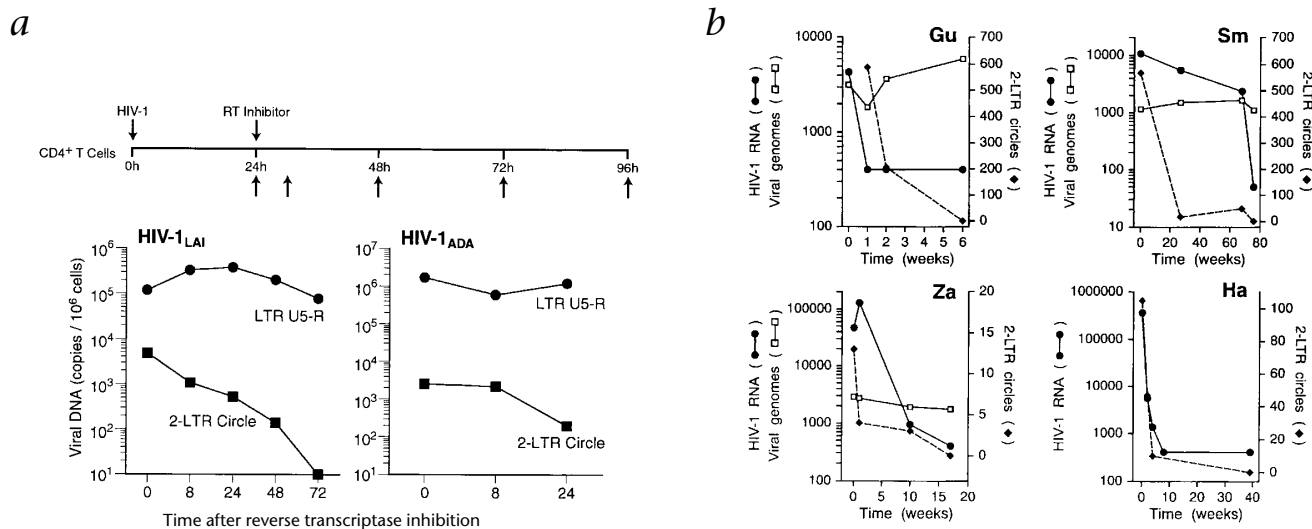 a
HIV-1
RT Inhibitor
CD4+ T Cells
0h
24h
48h
72h
96h
HIV-1LAI
Viral DNA (copies / 10^6 cells)
10^6
10^5
10^4
10^3
10^2
10^1
LTR U5-R
2-LTR Circle
0 8 24 48 72
HIV-1ADA
10^7
10^6
10^5
10^4
10^3
10^2
10^1
LTR U5-R
2-LTR Circle
0 8 24
Time after reverse transcriptase inhibition
b
Gu
HIV-1 RNA ( )
Viral genomes ( )
10000
1000
100
700
600
500
400
300
200
100
0
2-LTR circles ( )
0 1 2 3 4 5 6
Time (weeks)
Sm
HIV-1 RNA ( )
Viral genomes ( )
10000
1000
100
10
700
600
500
400
300
200
100
0
2-LTR circles ( )
0 20 40 60 80
Time (weeks)
Za
HIV-1 RNA ( )
Viral genomes ( )
100000
10000
1000
100
20
15
10
5
0
2-LTR circles ( )
0 5 10 15 20
Time (weeks)
Ha
HIV-1 RNA ( )
1000000
100000
10000
1000
100
100
80
60
40
20
0
2-LTR circles ( )
0 10 20 30 40
Time (weeks)